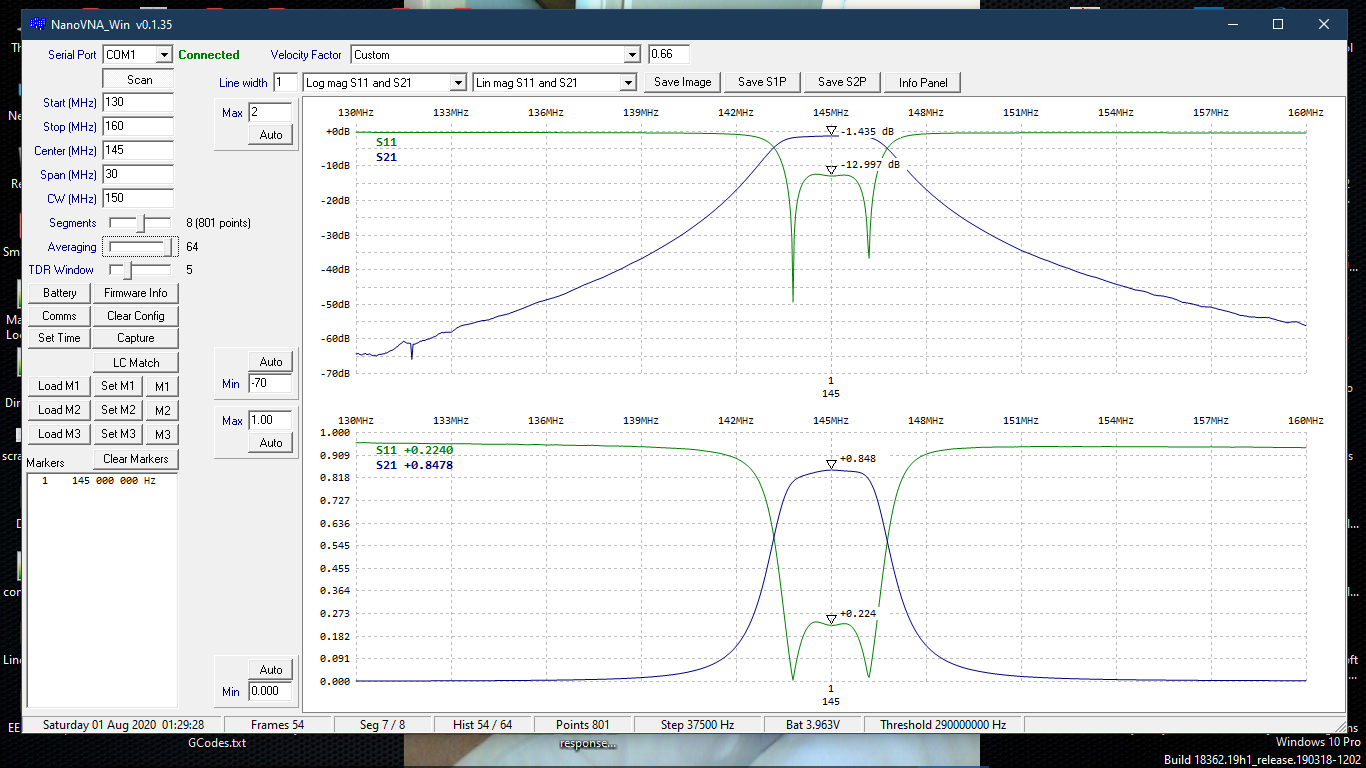 NanoVNA_Win v0.1.35
Serial Port COM1 Connected Velocity Factor Custom 0.66
Scan Line width 1 Log mag S11 and S21 Lin mag S11 and S21 Save Image Save S1P Save S2P Info Panel
Start (MHz) 130
Stop (MHz) 160
Center (MHz) 145
Span (MHz) 30
CW (MHz) 150
Segments 8 (801 points)
Averaging 64
TDR Window 5
Battery Firmware Info
Comms Clear Config
Set Time Capture
LC Match
Load M1 Set M1 M1
Load M2 Set M2 M2
Load M3 Set M3 M3
Markers Clear Markers
1 145 000 000 Hz
Max 2
Auto
Auto
Min -70
Max 1.00
Auto
Auto
Min 0.000
130MHz 133MHz 136MHz 139MHz 142MHz 145MHz 148MHz 151MHz 154MHz 157MHz 160MHz
+0dB
-10dB
-20dB
-30dB
-40dB
-50dB
-60dB
-70dB
S11
S21
-1.435 dB
-12.997 dB
1
145
130MHz 133MHz 136MHz 139MHz 142MHz 145MHz 148MHz 151MHz 154MHz 157MHz 160MHz
1.000
0.909
0.818
0.727
0.636
0.545
0.455
0.364
0.273
0.182
0.091
0.000
S11 +0.2240
S21 +0.8478
+0.848
+0.224
1
145
Saturday 01 Aug 2020 01:29:28 Frames 54 Seg 7 / 8 Hist 54 / 64 Points 801 Step 37500 Hz Bat 3.963V Threshold 290000000 Hz
GCodes.txt
response...
Windows 10 Pro
Build 18362.19h1_release.190318-1202